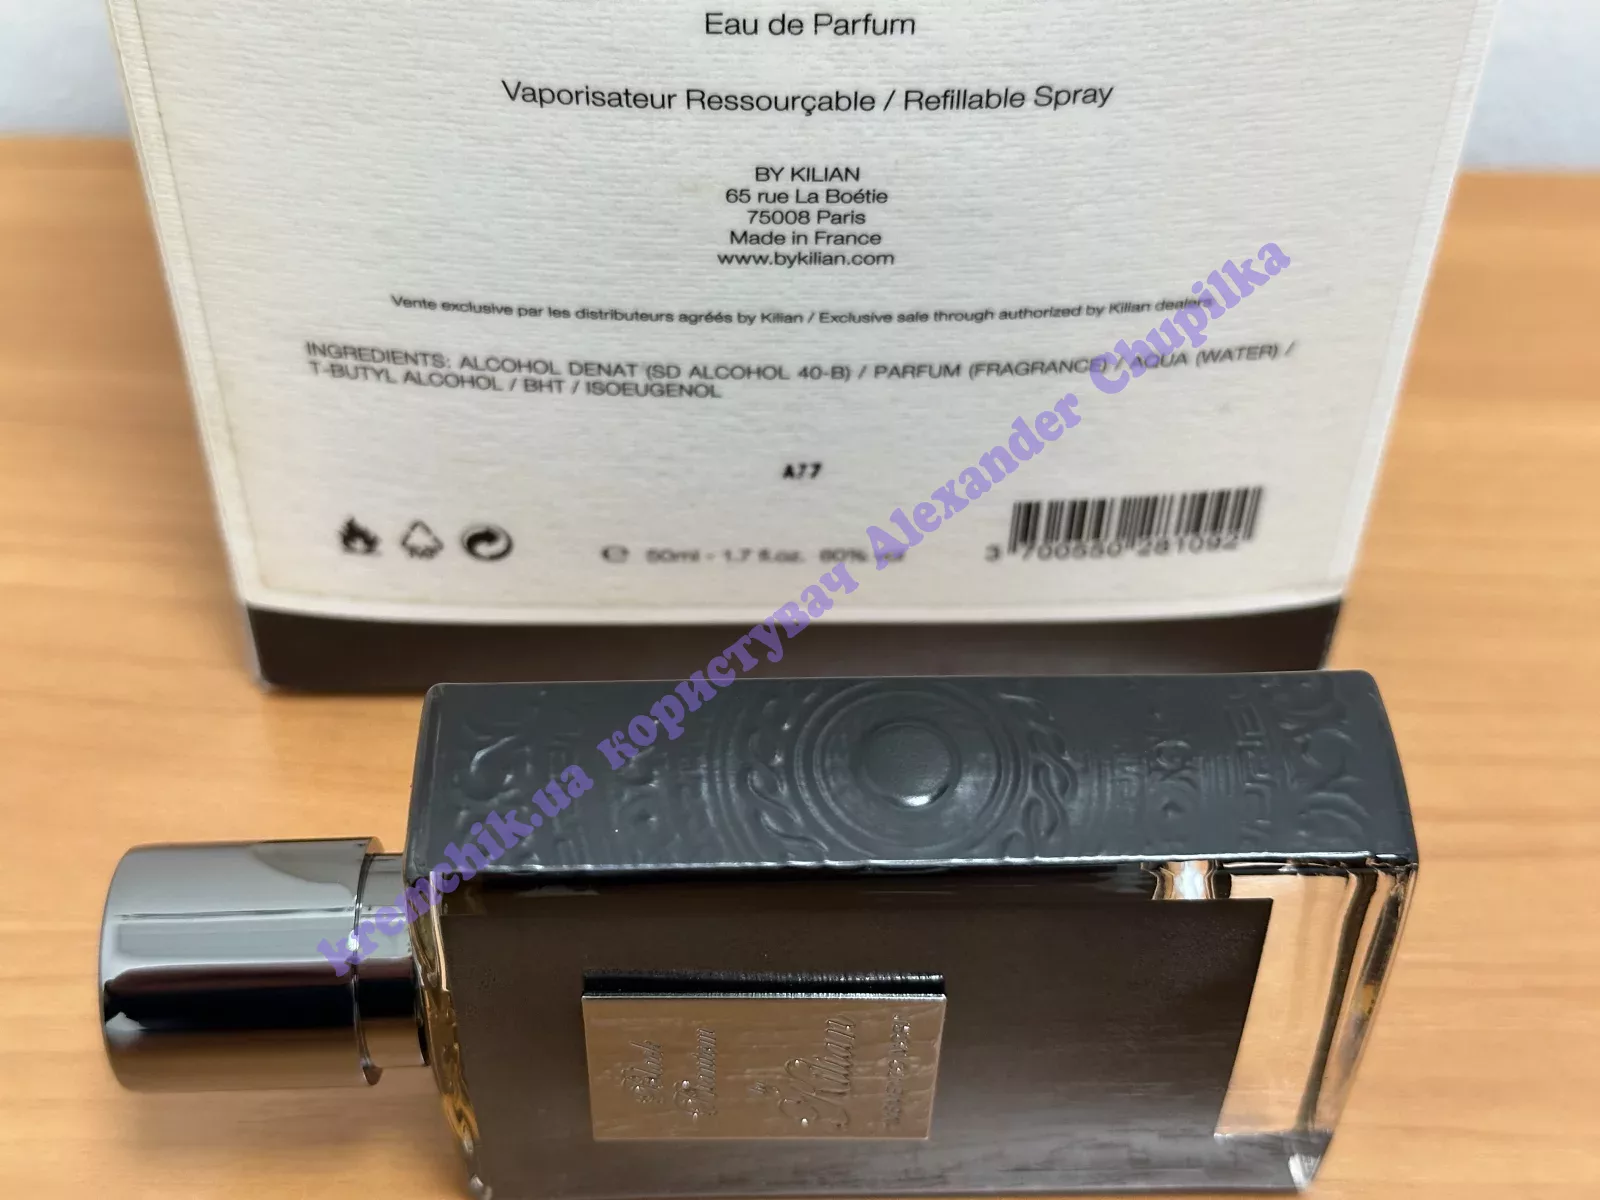 Eau de Parfum
Vaporisateur Ressourçable / Refillable Spray
BY KILIAN
65 rue La Boétie
75008 Paris
Made in France
www.bykilian.com
Vente exclusive par les distributeurs agréés by Kilian / Exclusive sale through authorized by Kilian dealers
INGREDIENTS: ALCOHOL DENAT (SD ALCOHOL 40-B) / PARFUM (FRAGRANCE) / AQUA (WATER) /
T-BUTYL ALCOHOL / BHT / ISOEUGENOL
A77
PAP
e 50ml - 1.7 fl.oz. 80%
3 700550 281092
kremchik.ua користувач Alexander Chupilka
by
Kilian